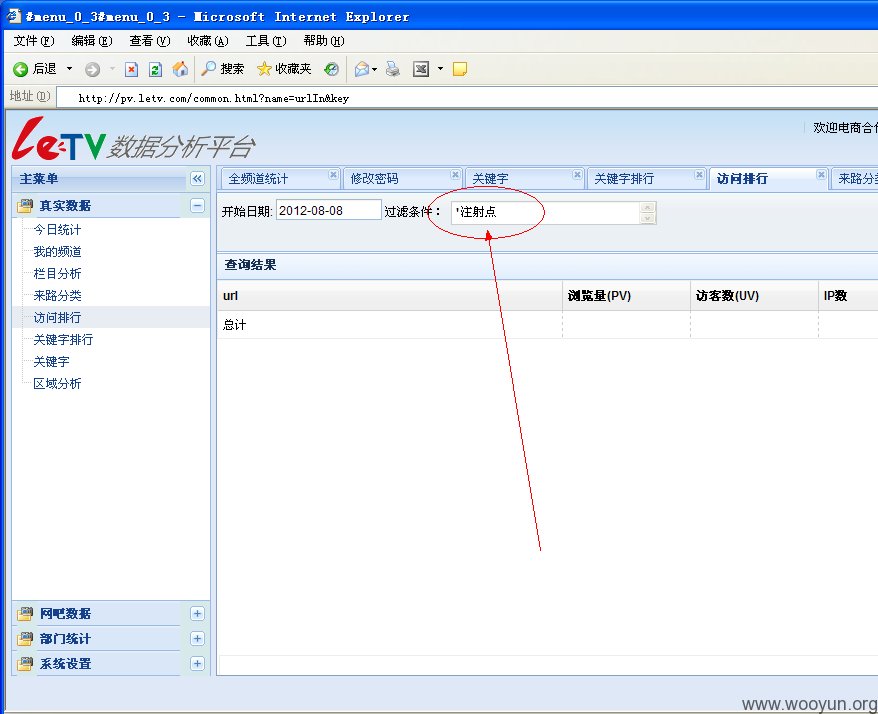 #menu_0_3#menu_0_3 - Microsoft Internet Explorer
文件(F) 编辑(E) 查看(V) 收藏(A) 工具(T) 帮助(H)
后退 搜索 收藏夹
地址(D) http://pv.letv.com/common.html?name=urlIn&key
LeTV 数据分析平台 欢迎电商合
主菜单 全频道统计 修改密码 关键字 关键字排行 访问排行 来路分
真实数据
开始日期: 2012-08-08 过滤条件: '注射点
今日统计
我的频道
栏目分析
来路分类
访问排行
关键字排行
关键字
区域分析
查询结果
url 浏览量(PV) 访客数(UV) IP数
总计
网吧数据
部门统计
系统设置
www.wooyun.org